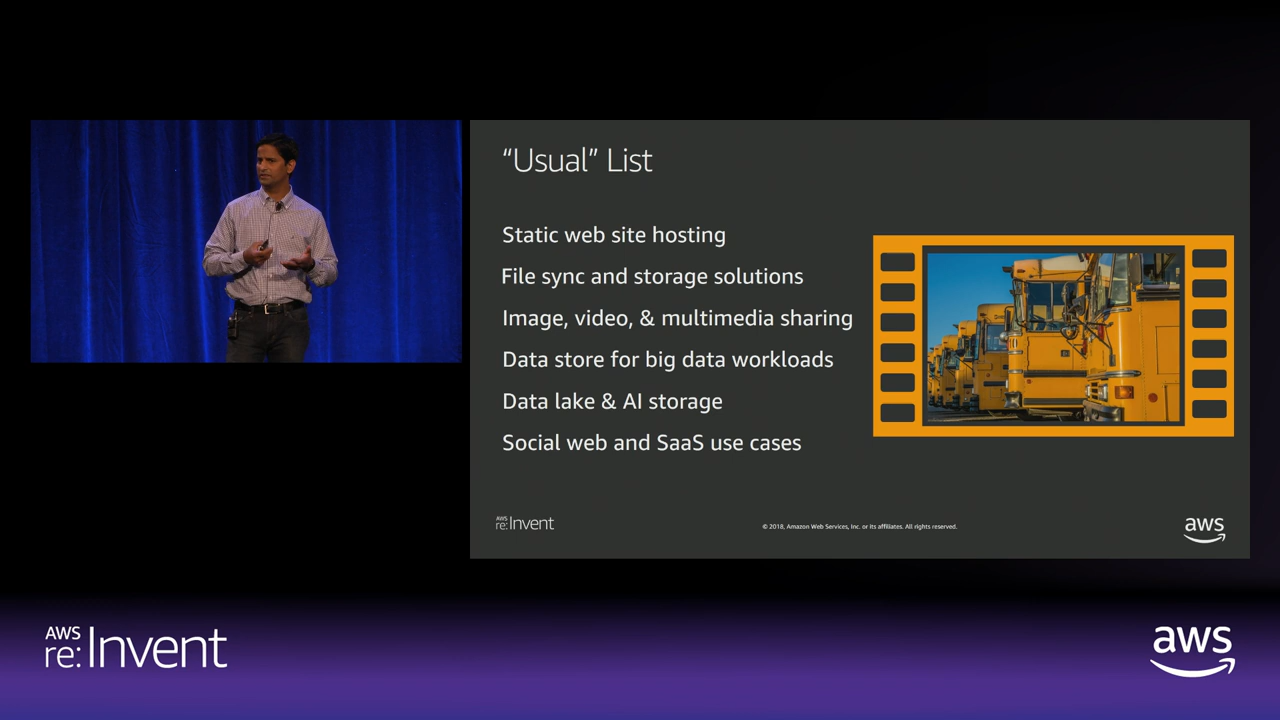 “Usual” List
Static web site hosting
File sync and storage solutions
Image, video, & multimedia sharing
Data store for big data workloads
Data lake & AI storage
Social web and SaaS use cases
AWS
re:Invent
© 2018, Amazon Web Services, Inc. or its affiliates. All rights reserved.
aws
AWS
re:Invent
aws